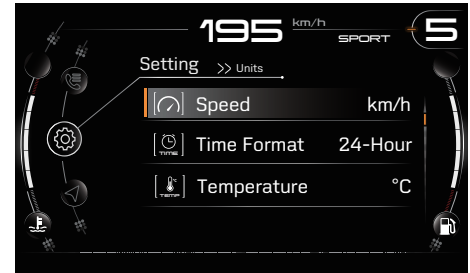 195 km/h SPORT 5
Setting >> Units
Speed km/h
TIME Time Format 24-Hour
TEMP Temperature °C